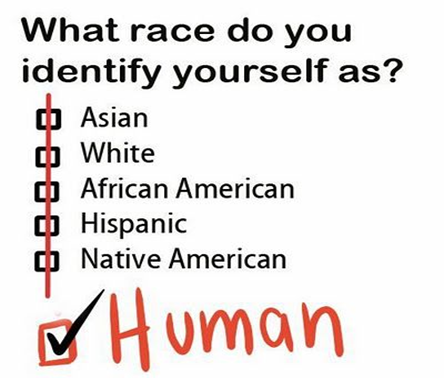 What race do you
identify yourself as?
Asian
White
African American
Hispanic
Native American
Human